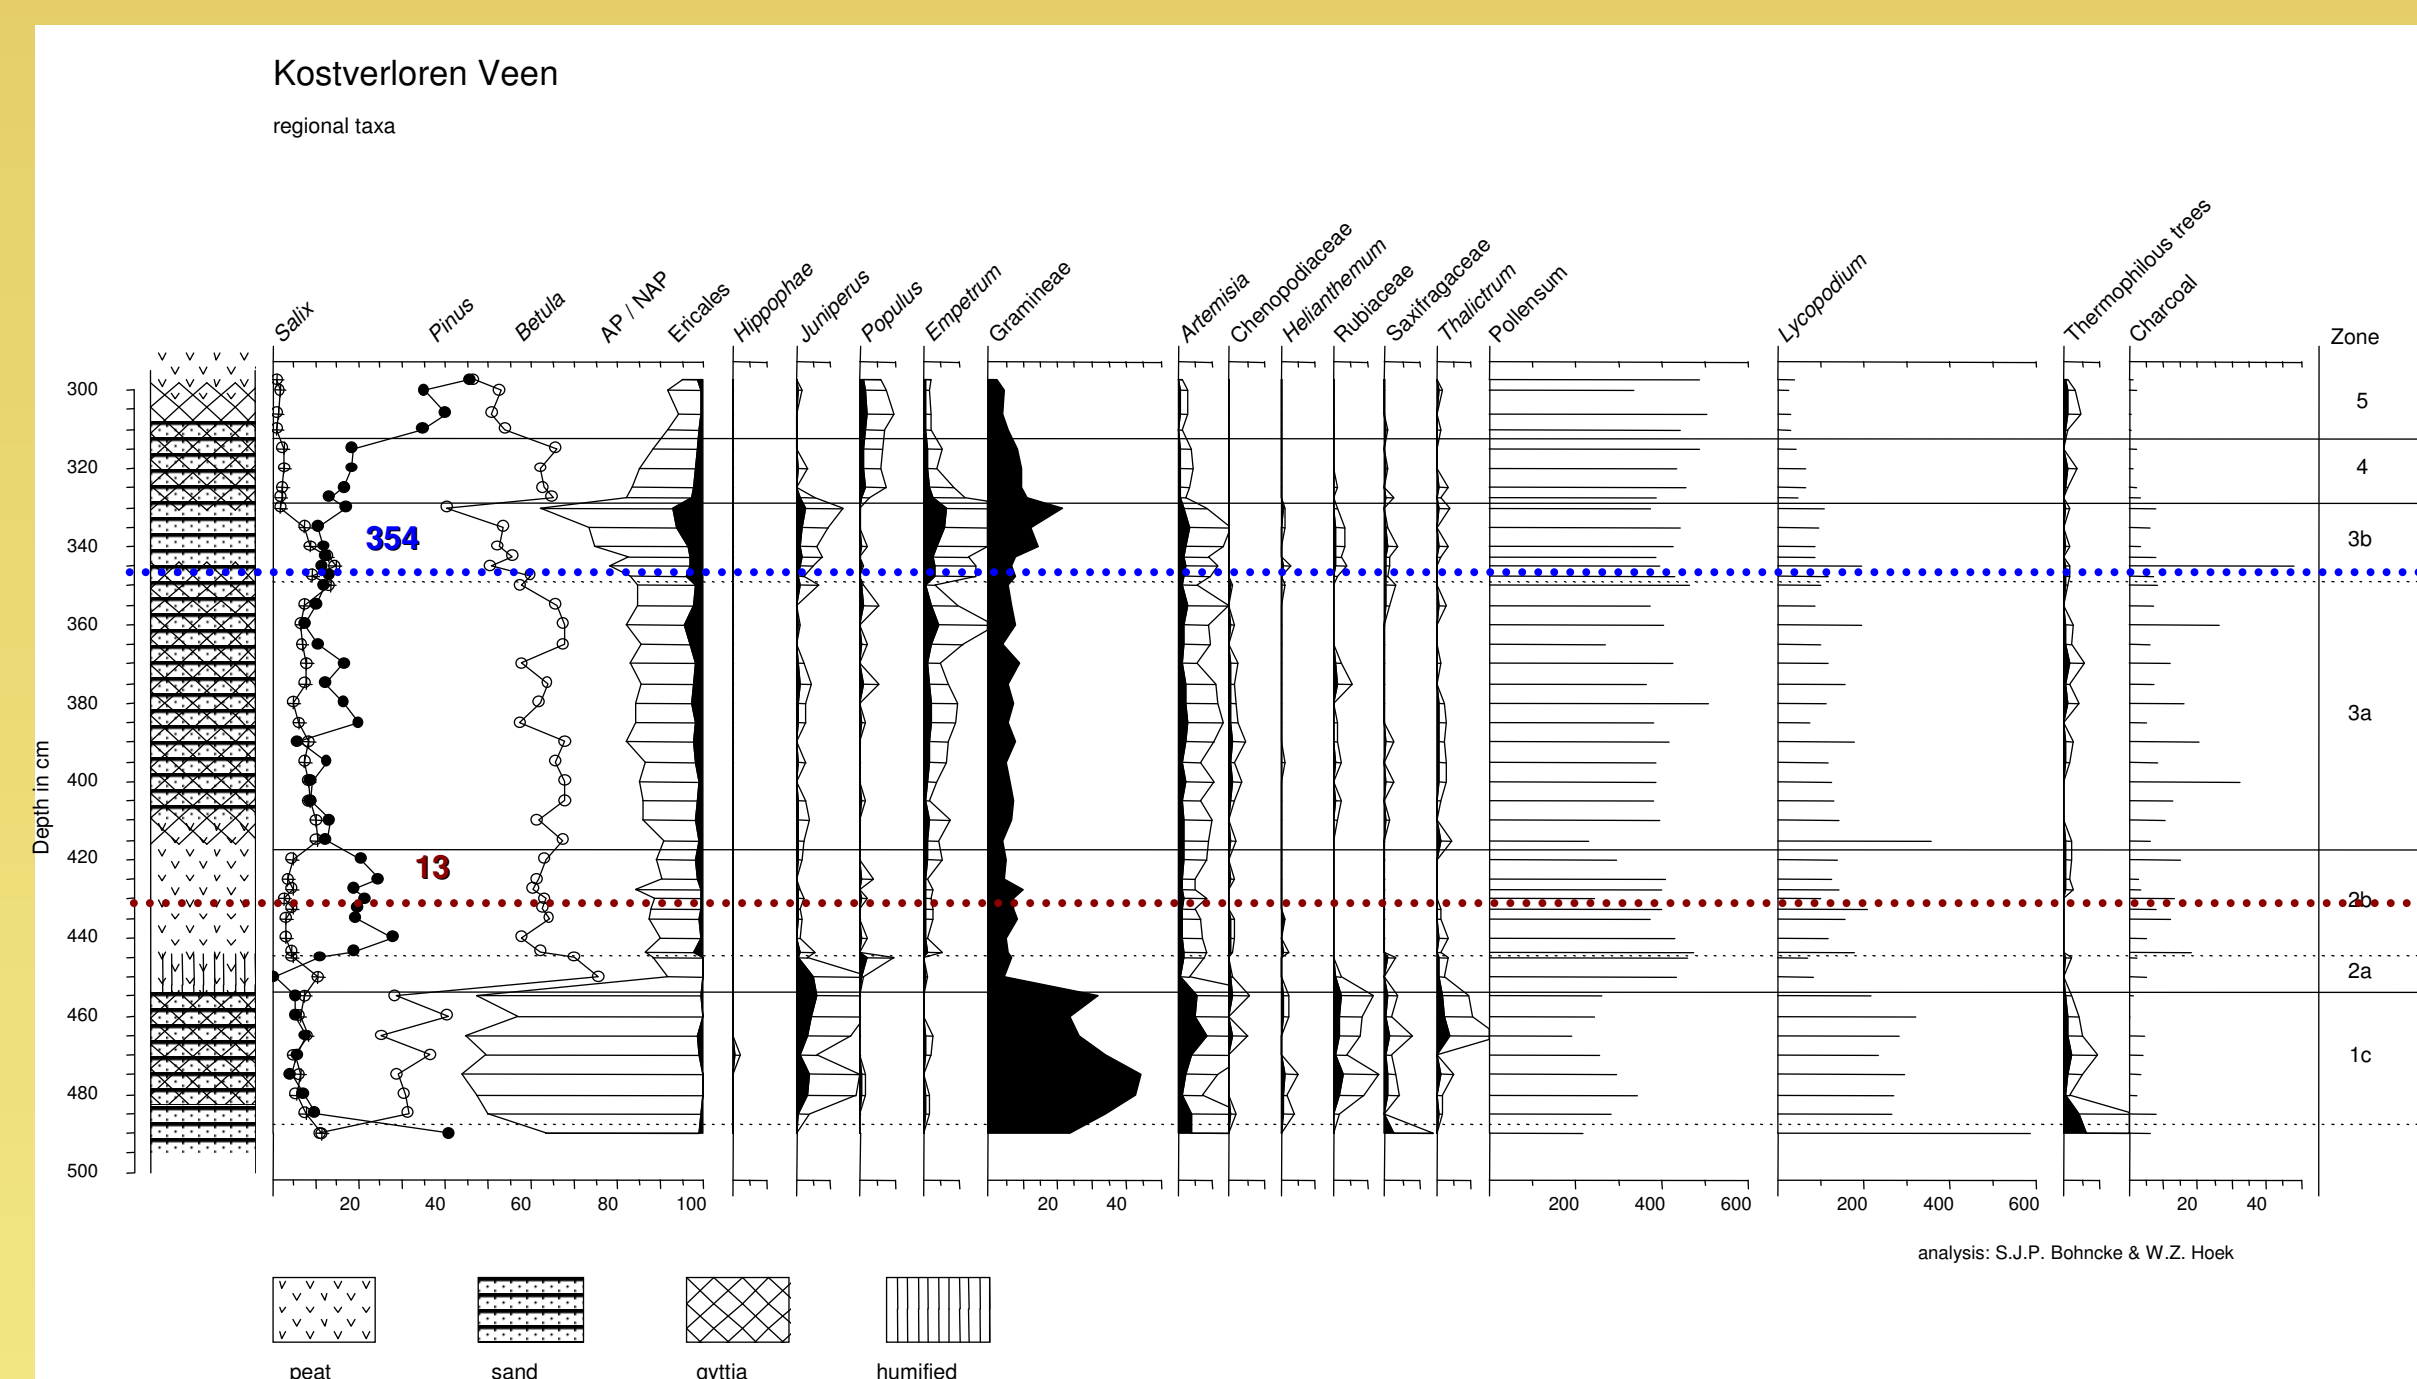 Kostverloren Veen
regional taxa
Salix
Pinus
Betula
AP / NAP
Ericales
Hippophae
Juniperus
Populus
Empetrum
Gramineae
Artemisia
Chenopodiaceae
Helianthemum
Rubiaceae
Saxifragaceae
Thalictrum
Pollensum
Lycopodium
Thermophilous trees
Charcoal
Zone
300
5
320
4
354
340
3b
360
380
3a
Depth in cm
400
420
13
2b
440
2a
460
1c
480
500
20 40 60 80 100 20 40 200 400 600 200 400 600 20 40
analysis: S.J.P. Bohncke & W.Z. Hoek
peat sand gyttja humified